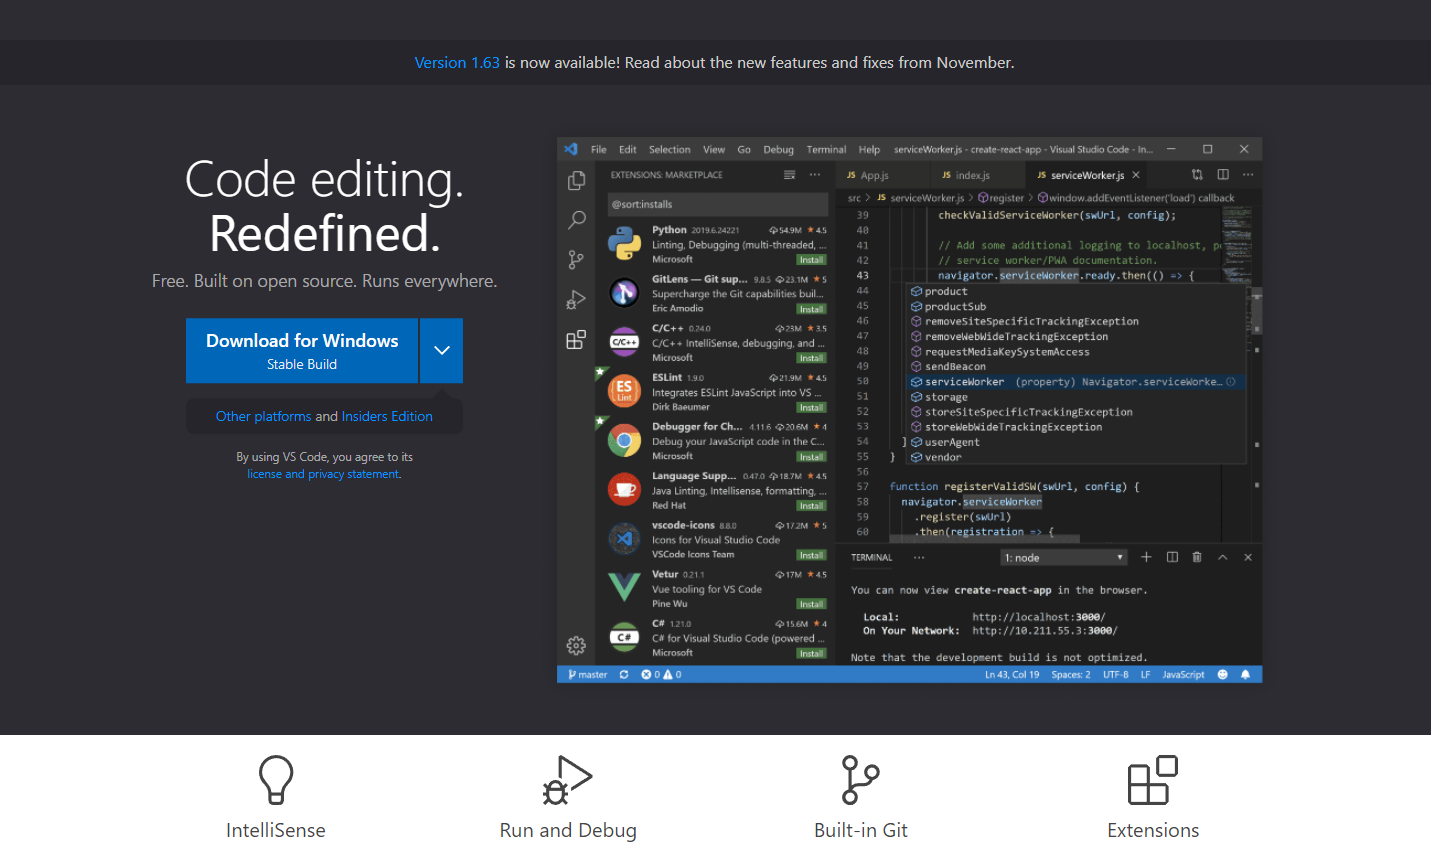 Version 1.63 is now available! Read about the new features and fixes from November.
Code editing.
Redefined.
Free. Built on open source. Runs everywhere.
Download for Windows
Stable Build
Other platforms and Insiders Edition
By using VS Code, you agree to its
license and privacy statement.
File Edit Selection View Go Debug Terminal Help serviceWorker.js - create-react-app - Visual Studio Code - In...
EXTENSIONS: MARKETPLACE
@sort:installs
Python 2019.6.24221 54.9M 4.5
Linting, Debugging (multi-threaded, ...
Microsoft Install
GitLens — Git sup... 9.8.5 23.1M 5
Supercharge the Git capabilities buil...
Eric Amodio Install
C/C++ 0.24.0 23M 3.5
C/C++ IntelliSense, debugging, and ...
Microsoft Install
ESLint 1.9.0 21.9M 4.5
Integrates ESLint JavaScript into VS ...
Dirk Baeumer Install
Debugger for Ch... 4.11.6 20.6M 4
Debug your JavaScript code in the C...
Microsoft Install
Language Supp... 0.47.0 18.7M 4.5
Java Linting, Intellisense, formatting, ...
Red Hat Install
vscode-icons 8.8.0 17.2M 5
Icons for Visual Studio Code
VSCode Icons Team Install
Vetur 0.21.1 17M 4.5
Vue tooling for VS Code
Pine Wu Install
C# 1.21.0 15.6M 4
C# for Visual Studio Code (powered ...
Microsoft Install
JS App.js JS index.js JS serviceWorker.js
src > JS serviceWorker.js > register > window.addEventListener('load') callback
39 checkValidServiceWorker(swUrl, config);
40
41 // Add some additional logging to localhost, po
42 // service worker/PWA documentation.
43 navigator.serviceWorker.ready.then(() => {
44 product
45 productSub
46 removeSiteSpecificTrackingException
47 removeWebWideTrackingException
48 requestMediaKeySystemAccess
49 sendBeacon
50 serviceWorker (property) Navigator.serviceWorke...
51 storage
52 storeSiteSpecificTrackingException
53 storeWebWideTrackingException
54 } userAgent
55 } vendor
56
57 function registerValidSW(swUrl, config) {
58 navigator.serviceWorker
59 .register(swUrl)
60 .then(registration => {
TERMINAL ... 1: node
You can now view create-react-app in the browser.
Local: http://localhost:3000/
On Your Network: http://10.211.55.3:3000/
Note that the development build is not optimized.
master 0 0 Ln 43, Col 19 Spaces: 2 UTF-8 LF JavaScript
IntelliSense
Run and Debug
Built-in Git
Extensions